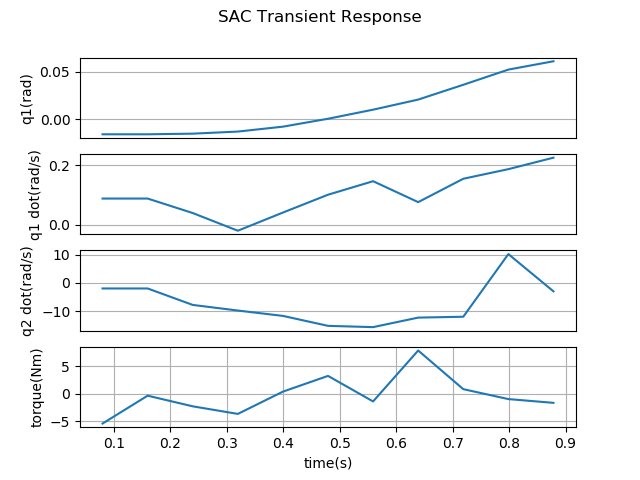 SAC Transient Response
q1(rad)
0.05
0.00
q1 dot(rad/s)
0.2
0.0
q2 dot(rad/s)
10
0
−10
torque(Nm)
5
0
−5
0.1 0.2 0.3 0.4 0.5 0.6 0.7 0.8 0.9
time(s)